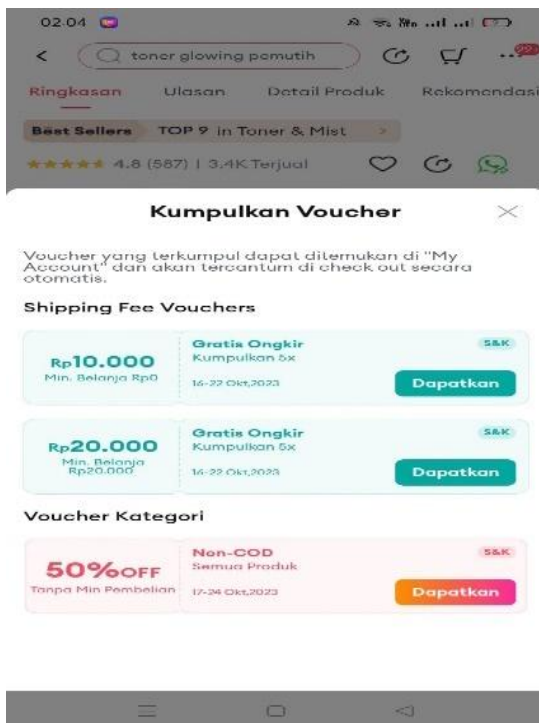 02.04
toner glowing pemutih
Ringkasan Ulasan Detail Produk Rekomendasi
Best Sellers TOP 9 in Toner & Mist >
4.8 (587) | 3.4K Terjual
Kumpulkan Voucher
Voucher yang terkumpul dapat ditemukan di "My
Account" dan akan tercantum di check out secara
otomatis.
Shipping Fee Vouchers
Rp10.000
Min. Belanja Rp0
Gratis Ongkir
Kumpulkan 5x
16-22 Okt,2023
S&K
Dapatkan
Rp20.000
Min. Belanja
Rp20.000
Gratis Ongkir
Kumpulkan 5x
16-22 Okt,2023
S&K
Dapatkan
Voucher Kategori
50%OFF
Tanpa Min Pembelian
Non-COD
Semua Produk
17-24 Okt,2023
S&K
Dapatkan